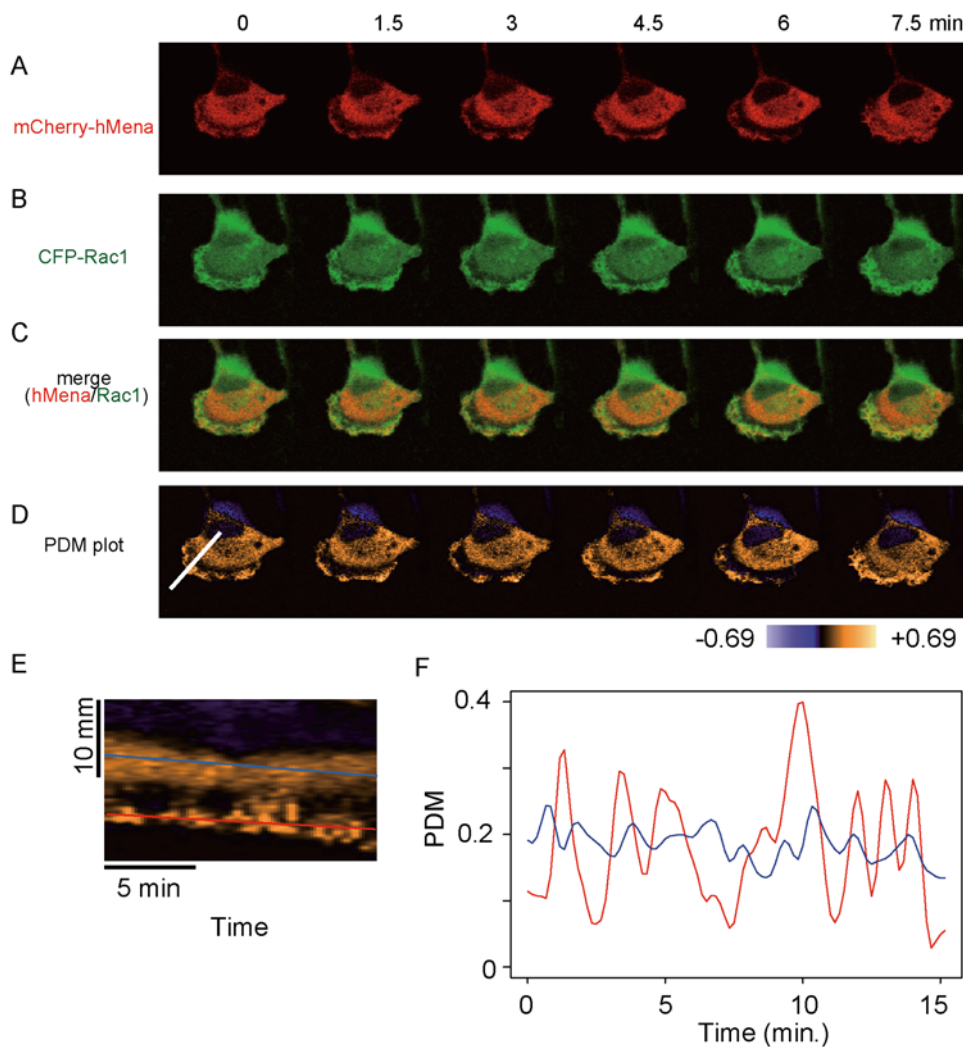 0 1.5 3 4.5 6 7.5 min
A
mCherry-hMena
B
CFP-Rac1
C
merge
(hMena/Rac1)
D
PDM plot
-0.69 +0.69
E
10 mm
5 min
Time
F
0.4
0.2
0
PDM
0 5 10 15
Time (min.)